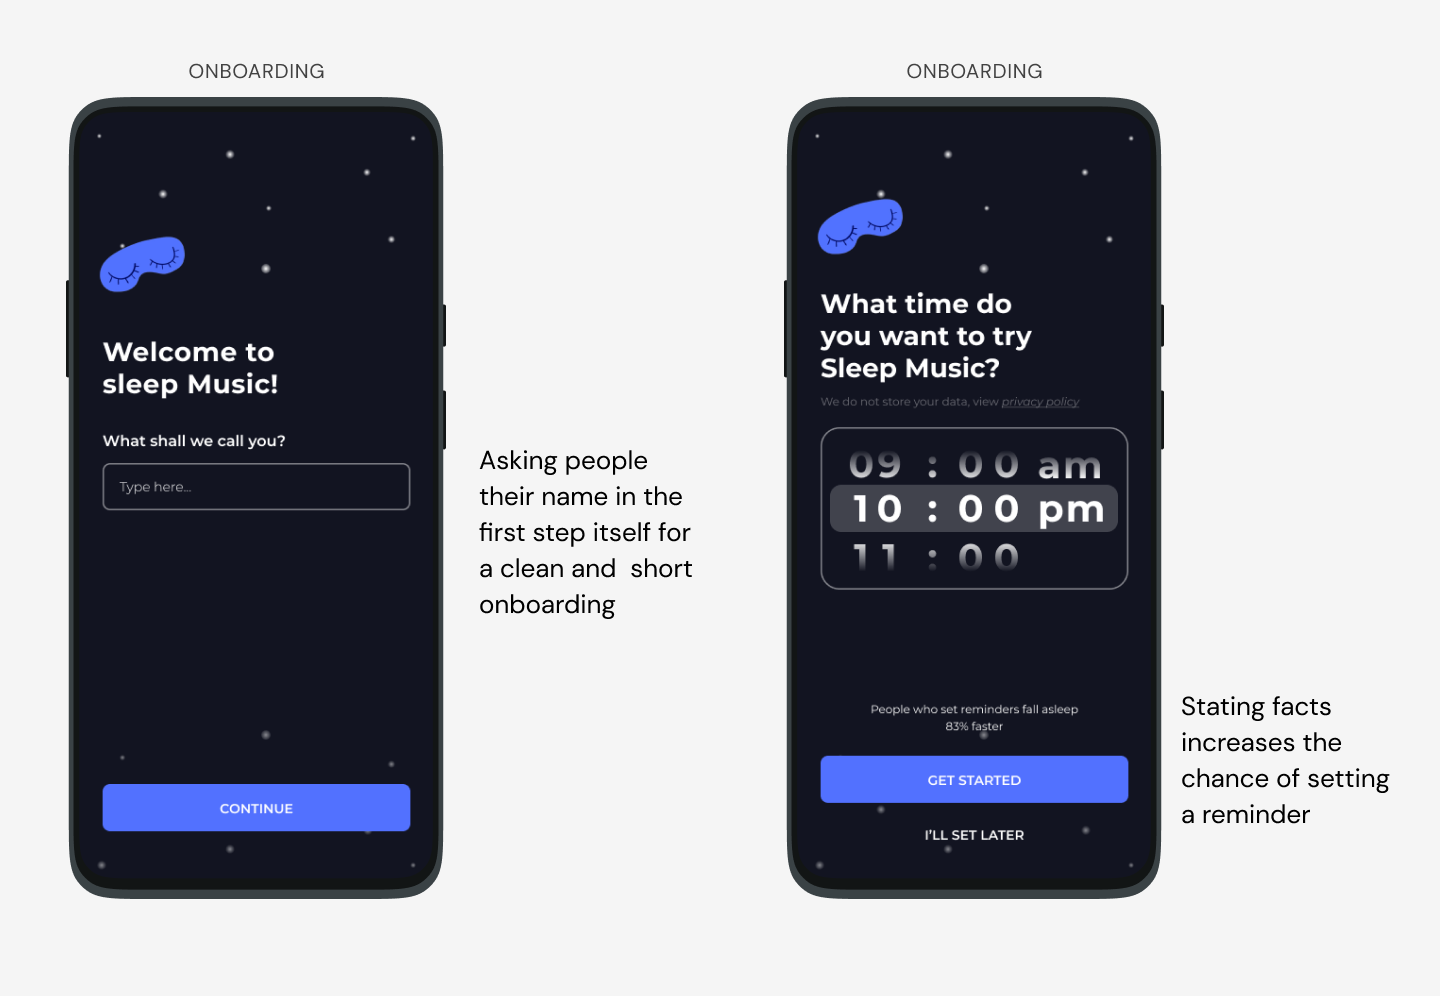 ONBOARDING
Welcome to
sleep Music!
What shall we call you?
Type here...
CONTINUE
Asking people
their name in the
first step itself for
a clean and  short
onboarding
ONBOARDING
What time do
you want to try
Sleep Music?
We do not store your data, view privacy policy
09 : 00 am
10 : 00 pm
11 : 00
People who set reminders fall asleep
83% faster
GET STARTED
I'LL SET LATER
Stating facts
increases the
chance of setting
a reminder